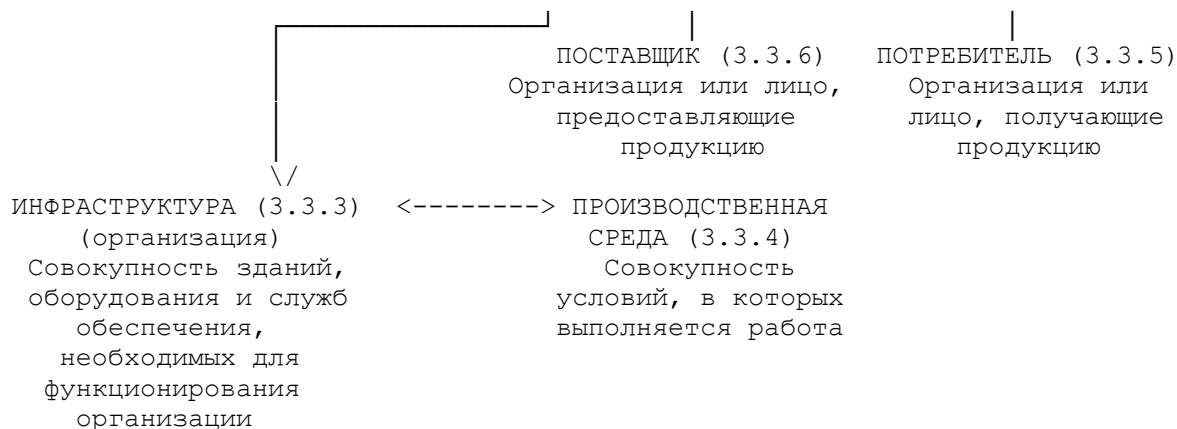 ПОСТАВЩИК (3.3.6) ПОТРЕБИТЕЛЬ (3.3.5)
Организация или лицо, Организация или
предоставляющие лицо, получающие
продукцию продукцию
ИНФРАСТРУКТУРА (3.3.3) <--------> ПРОИЗВОДСТВЕННАЯ
(организация) СРЕДА (3.3.4)
Совокупность зданий, Совокупность
оборудования и служб условий, в которых
обеспечения, выполняется работа
необходимых для
функционирования
организации